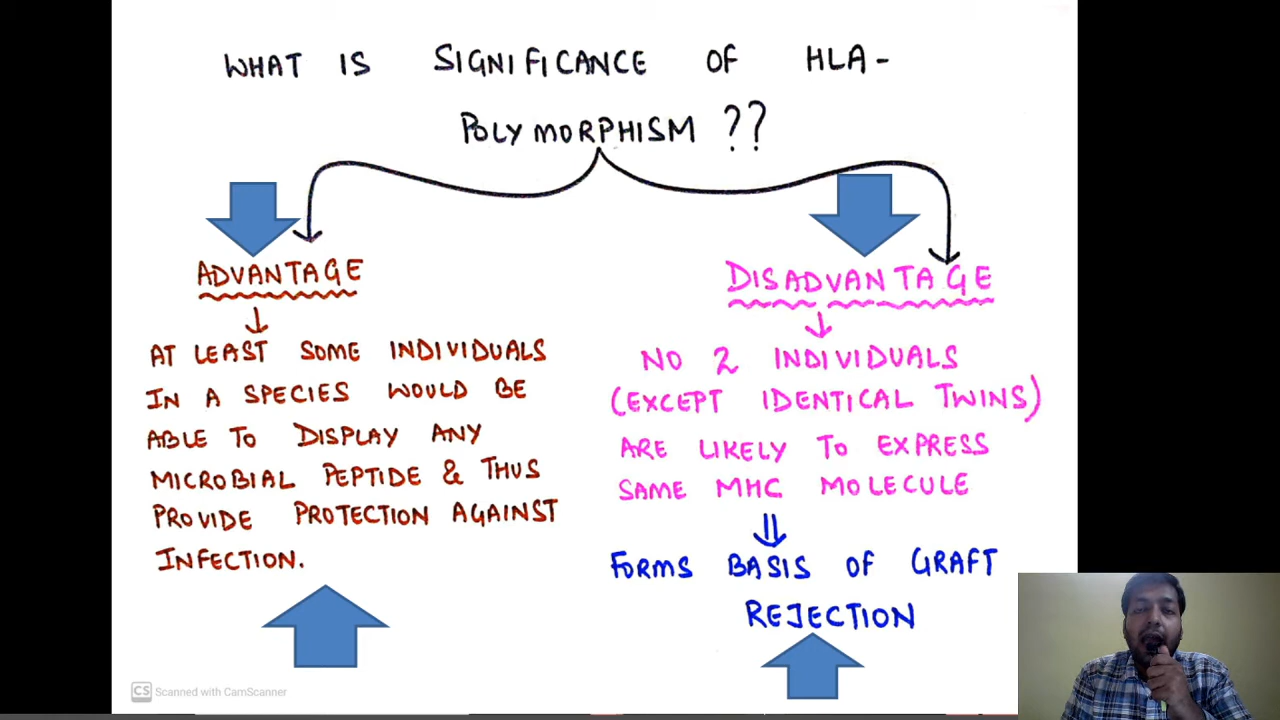 WHAT IS SIGNIFICANCE OF HLA-
POLYMORPHISM ??
ADVANTAGE
AT LEAST SOME INDIVIDUALS
IN A SPECIES WOULD BE
ABLE TO DISPLAY ANY
MICROBIAL PEPTIDE & THUS
PROVIDE PROTECTION AGAINST
INFECTION.
DISADVANTAGE
NO 2 INDIVIDUALS
(EXCEPT IDENTICAL TWINS)
ARE LIKELY TO EXPRESS
SAME MHC MOLECULE
FORMS BASIS OF GRAFT
REJECTION
CS Scanned with CamScanner